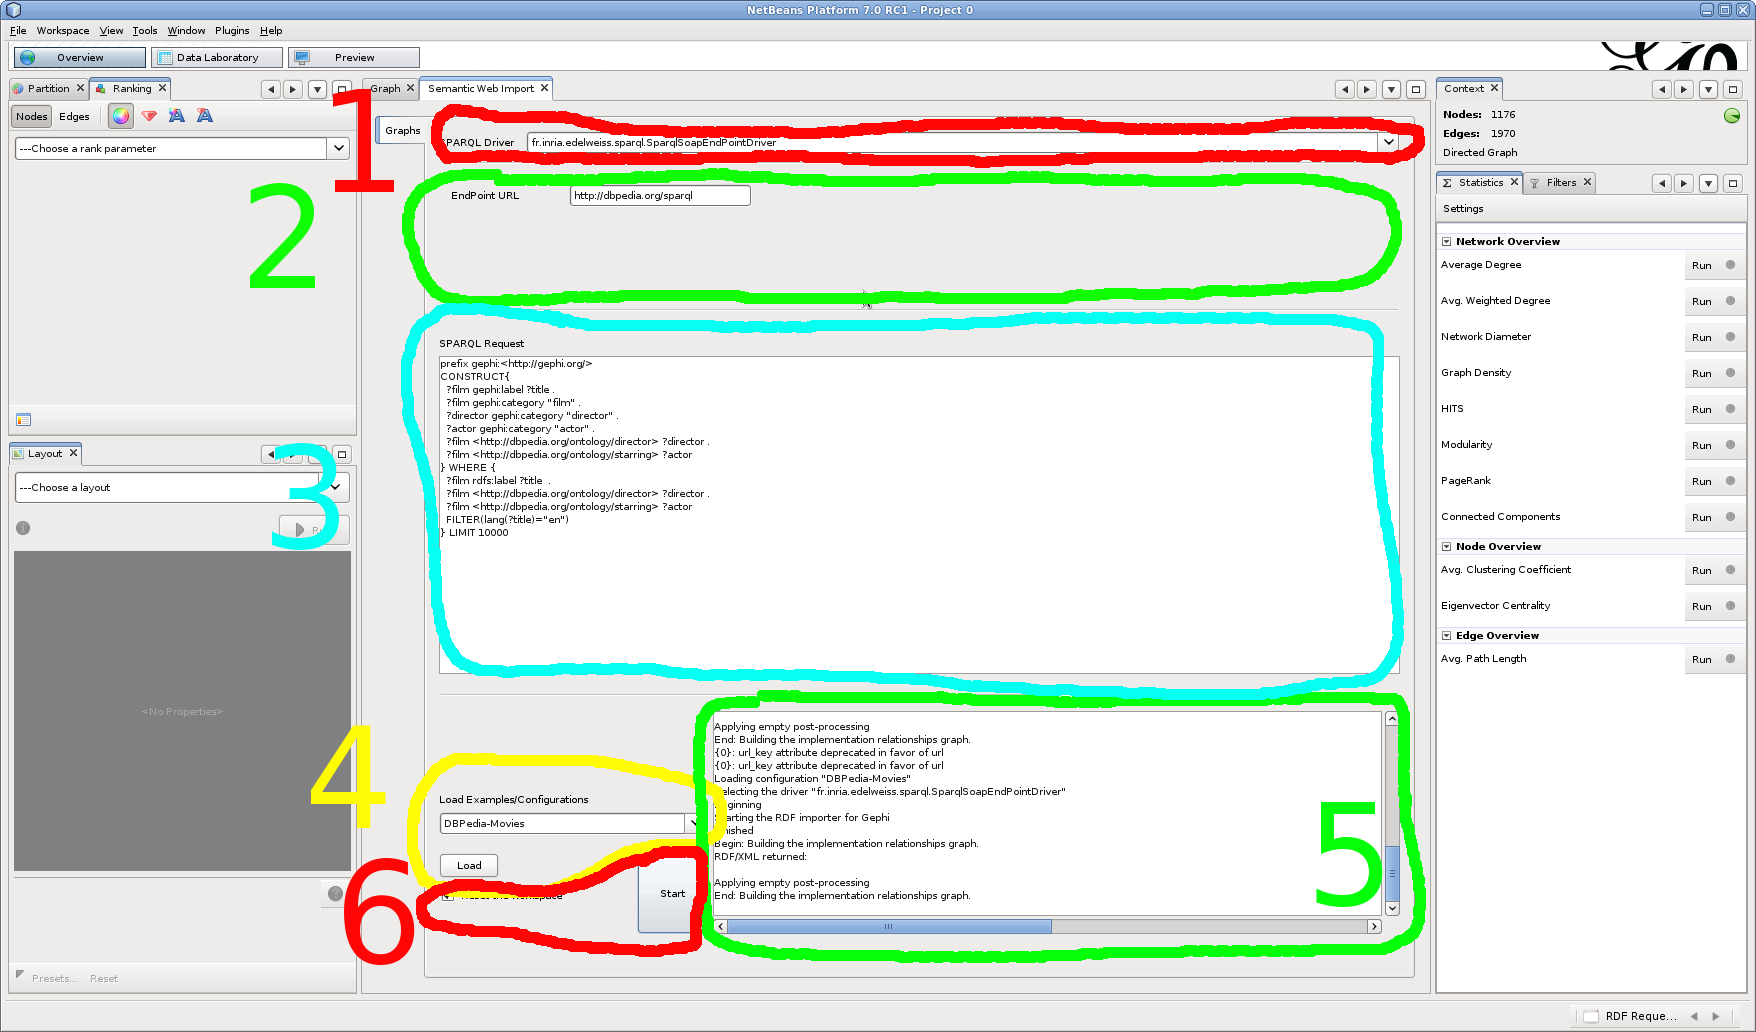 NetBeans Platform 7.0 RC1 - Project 0
File Workspace View Tools Window Plugins Help
Overview Data Laboratory Preview
Partition Ranking
Nodes Edges
---Choose a rank parameter
Layout
---Choose a layout
<No Properties>
Presets... Reset
1
2
3
4
5
6
Graph Semantic Web Import
Graphs
PARQL Driver fr.inria.edelweiss.sparql.SparqlSoapEndPointDriver
EndPoint URL http://dbpedia.org/sparql
SPARQL Request
prefix gephi:<http://gephi.org/>
CONSTRUCT{
?film gephi:label ?title .
?film gephi:category "film" .
?director gephi:category "director" .
?actor gephi:category "actor" .
?film <http://dbpedia.org/ontology/director> ?director .
?film <http://dbpedia.org/ontology/starring> ?actor
} WHERE {
?film rdfs:label ?title .
?film <http://dbpedia.org/ontology/director> ?director .
?film <http://dbpedia.org/ontology/starring> ?actor
FILTER(lang(?title)="en")
} LIMIT 10000
Load Examples/Configurations
DBPedia-Movies
Load
Start
Applying empty post-processing
End: Building the implementation relationships graph.
{0}: url_key attribute deprecated in favor of url
{0}: url_key attribute deprecated in favor of url
Loading configuration "DBPedia-Movies"
electing the driver "fr.inria.edelweiss.sparql.SparqlSoapEndPointDriver"
ginning
arting the RDF importer for Gephi
nished
Begin: Building the implementation relationships graph.
RDF/XML returned:
Applying empty post-processing
End: Building the implementation relationships graph.
Context
Nodes: 1176
Edges: 1970
Directed Graph
Statistics Filters
Settings
Network Overview
Average Degree Run
Avg. Weighted Degree Run
Network Diameter Run
Graph Density Run
HITS Run
Modularity Run
PageRank Run
Connected Components Run
Node Overview
Avg. Clustering Coefficient Run
Eigenvector Centrality Run
Edge Overview
Avg. Path Length Run
RDF Reque...